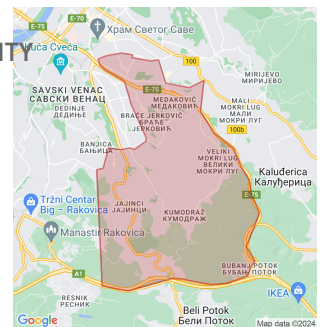 Храм Светог Саве
ITY
E-75
Kuća Cveća
100
E-75
MIRIJEVO
МИРИЈЕВО
SAVSKI VENAC
САВСКИ ВЕНАЦ
MEDAKOVIĆ
МЕДАКОВИЋ
DEDINJE
ДЕДИЊЕ
MALI
MOKRI LUG
МАЛИ
МОКРИ ЛУГ
BRAĆE JERKOVIĆ
БРАЋЕ
ЈЕРКОВИЋ
100b
BANJICA
БАЊИЦА
VELIKI
MOKRI LUG
ВЕЛИКИ
МОКРИ ЛУГ
Kaluđerica
Калуђерица
E-75
Tržni Centar
Big – Rakovica
JAJINCI
ЈАЈИНЦИ
KUMODRAŽ
КУМОДРАЖ
Manastir Rakovica
BUBANJ POTOK
БУБАЊ ПОТОК
A1
IKEA
RESNIK
РЕСНИК
Beli Potok
Бели Поток
Google
Map data ©2024